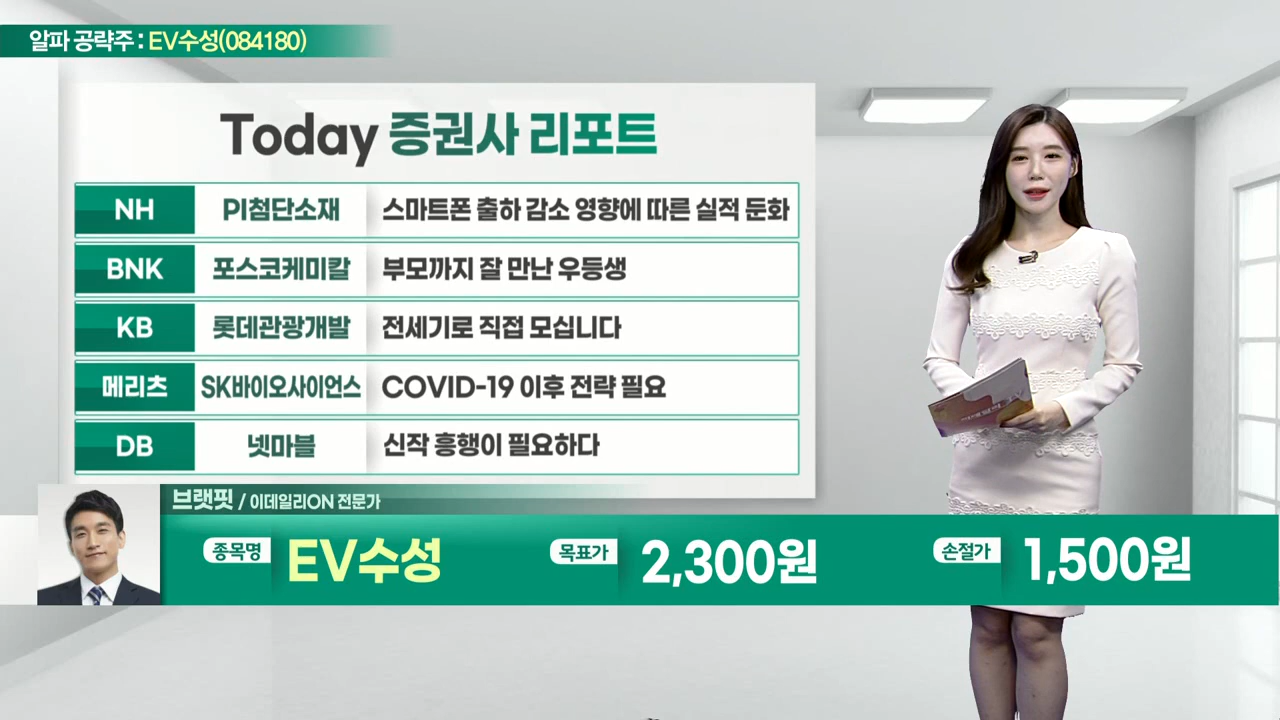 알파 공략주 : EV수성(084180)
Today 증권사 리포트
NH PI첨단소재 스마트폰 출하 감소 영향에 따른 실적 둔화
BNK 포스코케미칼 부모까지 잘 만난 우등생
KB 롯데관광개발 전세기로 직접 모십니다
메리츠 SK바이오사이언스 COVID-19 이후 전략 필요
DB 넷마블 신작 흥행이 필요하다
브랫핏 / 이데일리ON 전문가
종목명 EV수성 목표가 2,300원 손절가 1,500원